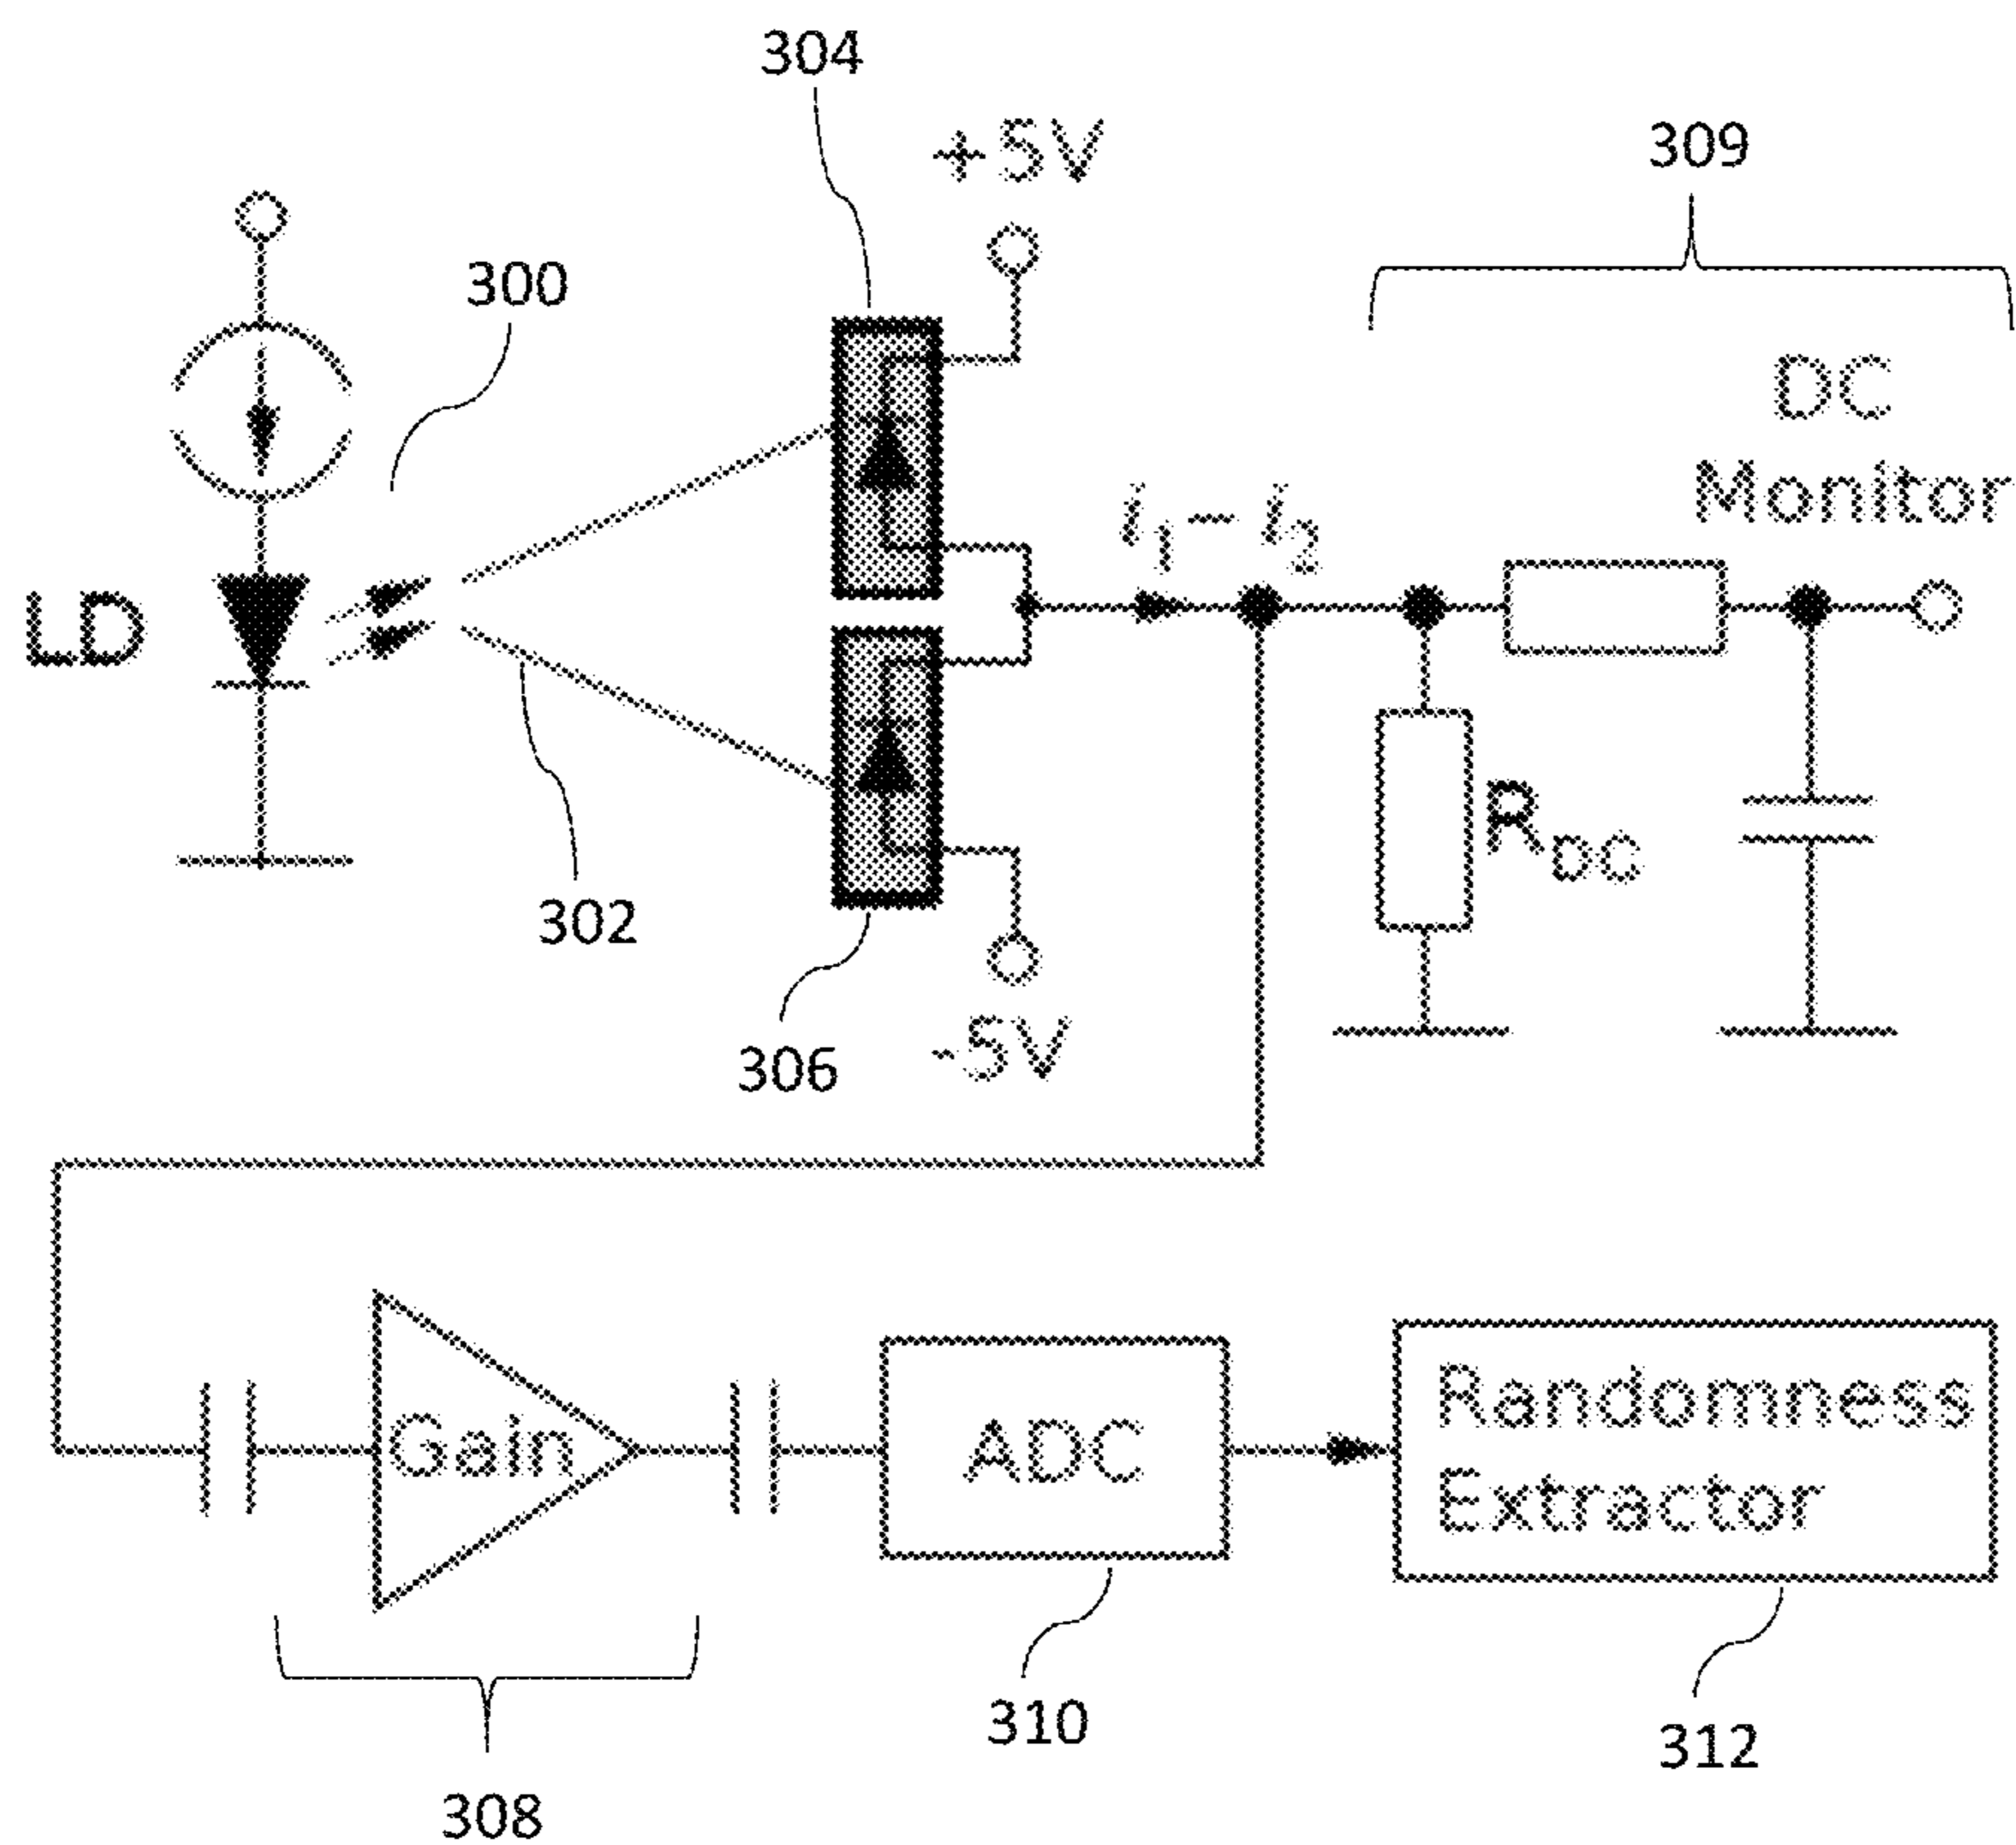 304
+5V
309
300
DC
Monitor
i₁ – i₂
LD
R_DC
302
306
-5V
Gain
ADC
Randomness
Extractor
310
312
308